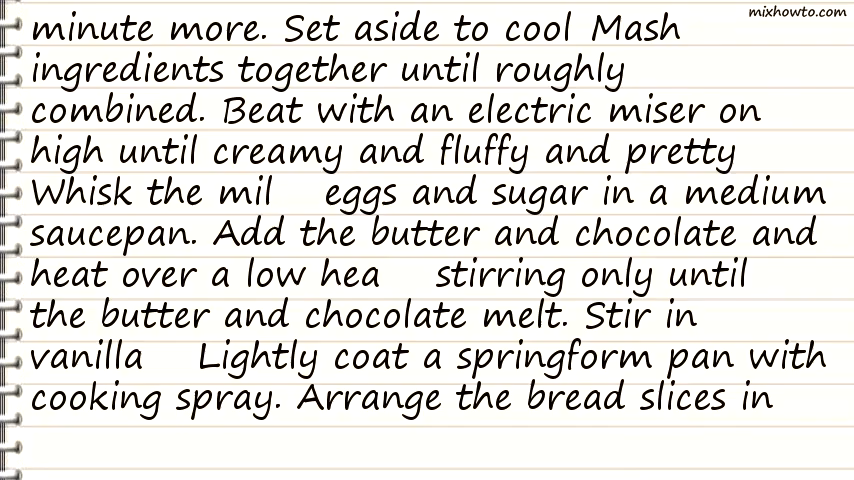 mixhowto.com
minute more. Set aside to cool Mash
ingredients together until roughly
combined. Beat with an electric miser on
high until creamy and fluffy and pretty
Whisk the mil eggs and sugar in a medium
saucepan. Add the butter and chocolate and
heat over a low hea stirring only until
the butter and chocolate melt. Stir in
vanilla Lightly coat a springform pan with
cooking spray. Arrange the bread slices in